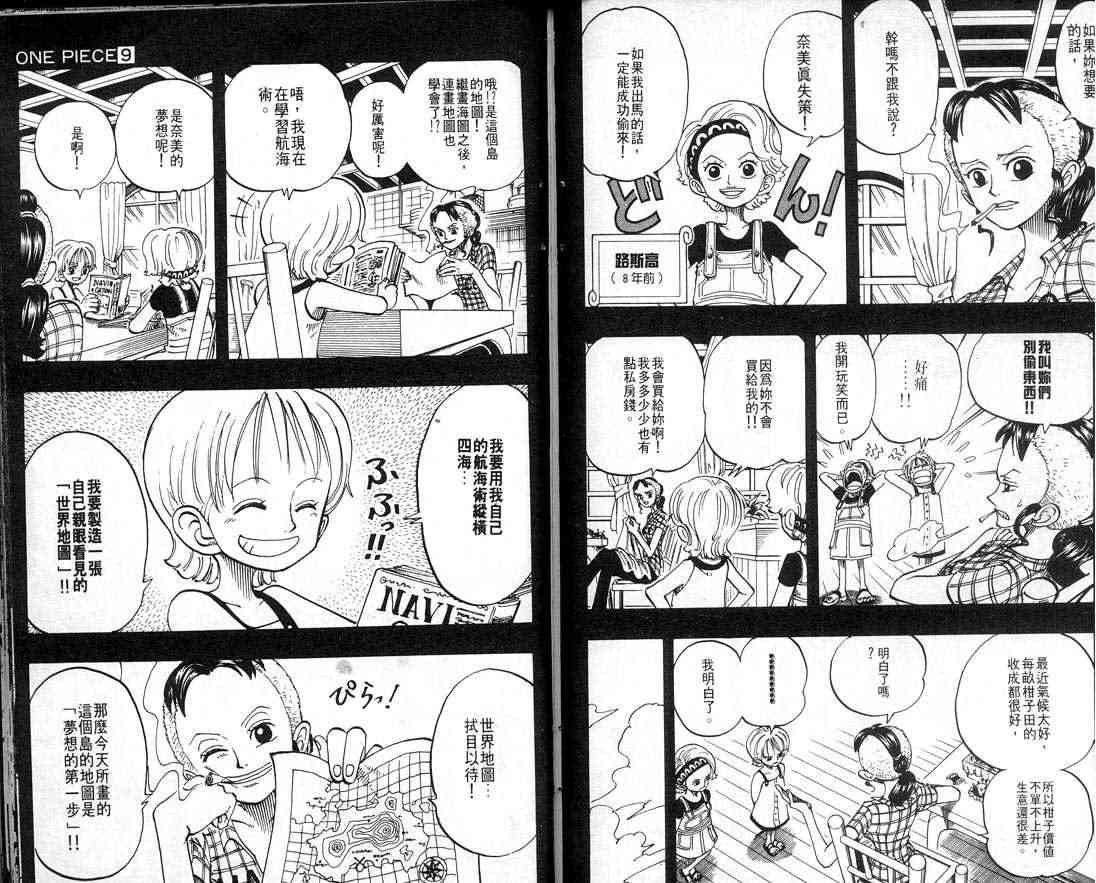 如果妳想要
的話，
幹嗎不跟我說?
奈美真失策!
如果我出馬的話，
一定能成功偷來!
どん!
路斯高
(8年前)
我叫妳們
別偷東西!!
好痛
……!!
我開玩笑而已。
因爲妳不會
買給我的!!
我會買給妳啊!
我多多少少也有
點私房錢。
最近氣候太好，
每畝柑子田的
收成都很好，
所以柑子價值
不單不上升，
生意還很差。
明白了嗎
?
我明白了。
ONE PIECE 9
哦!?是這個島
的地圖!
繼畫海圖之後，
連畫地圖也
學會了!?
好厲害呢!
唔，我現在
在學習航海
術。
是奈美的
夢想呢!
是啊!
NAVI
GATION
我要用我自己
的航海術縱橫
四海…
ふふっ!!
我要製造一張
自己親眼看見的
「世界地圖」!!
NAVI
世界地圖…
拭目以待!
ぴらっ!
那麼今天所畫的
這個島的地圖是
「夢想的第一步」!!